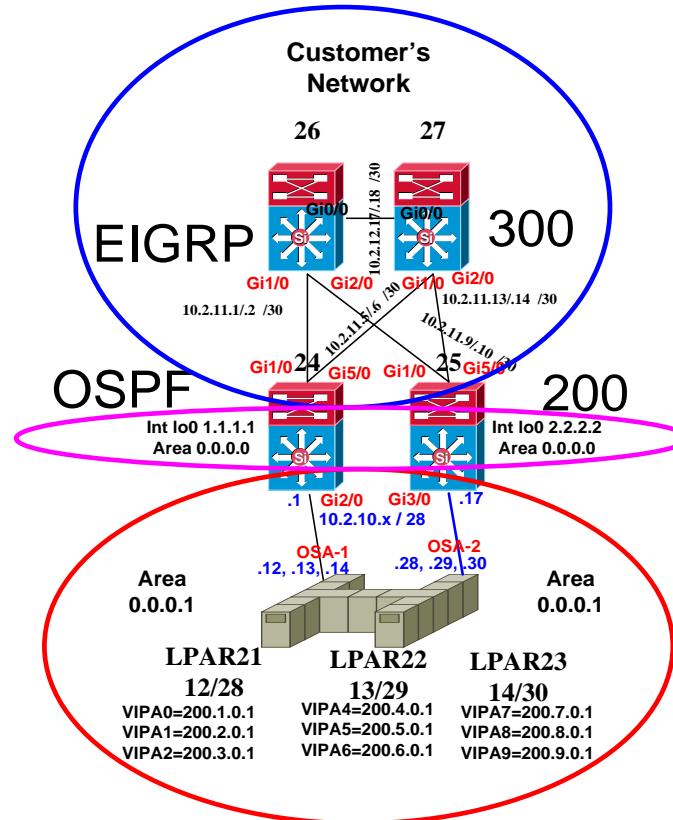 Customer's
Network
26
27
Gi0/0
Gi0/0
10.2.12.17/.18 /30
EIGRP
300
Si
Si
Gi1/0
Gi2/0
Gi1/0
Gi2/0
10.2.11.1/.2 /30
10.2.11.5/.6 /30
10.2.11.13/.14 /30
10.2.11.9/.10 /30
24
25
Gi1/0
Gi5/0
Gi1/0
Gi5/0
OSPF
200
Int lo0 1.1.1.1
Area 0.0.0.0
Int lo0 2.2.2.2
Area 0.0.0.0
Si
Si
.1
Gi2/0
Gi3/0
.17
10.2.10.x / 28
OSA-1
OSA-2
.12, .13, .14
.28, .29, .30
Area
0.0.0.1
Area
0.0.0.1
LPAR21
12/28
VIPA0=200.1.0.1
VIPA1=200.2.0.1
VIPA2=200.3.0.1
LPAR22
13/29
VIPA4=200.4.0.1
VIPA5=200.5.0.1
VIPA6=200.6.0.1
LPAR23
14/30
VIPA7=200.7.0.1
VIPA8=200.8.0.1
VIPA9=200.9.0.1